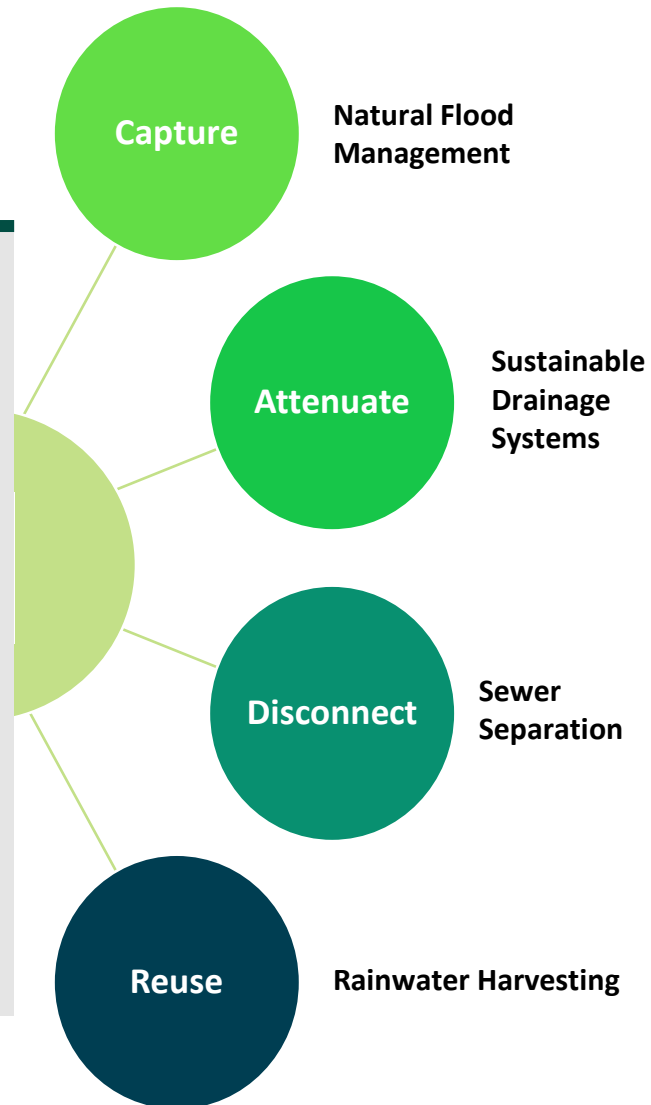 Capture
Natural Flood
Management
Attenuate
Sustainable
Drainage
Systems
Disconnect
Sewer
Separation
Reuse
Rainwater Harvesting